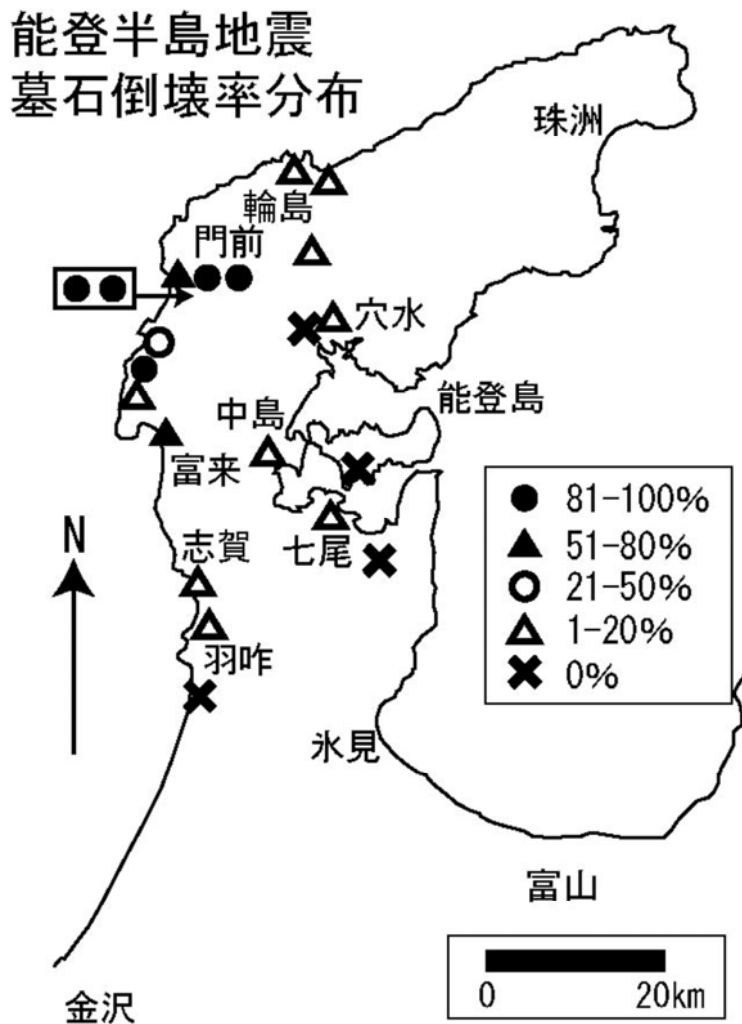 能登半島地震
墓石倒壊率分布
珠洲
輪島
門前
穴水
能登島
中島
富来
81-100%
51-80%
21-50%
1-20%
0%
N
志賀
七尾
羽咋
氷見
富山
0 20km
金沢